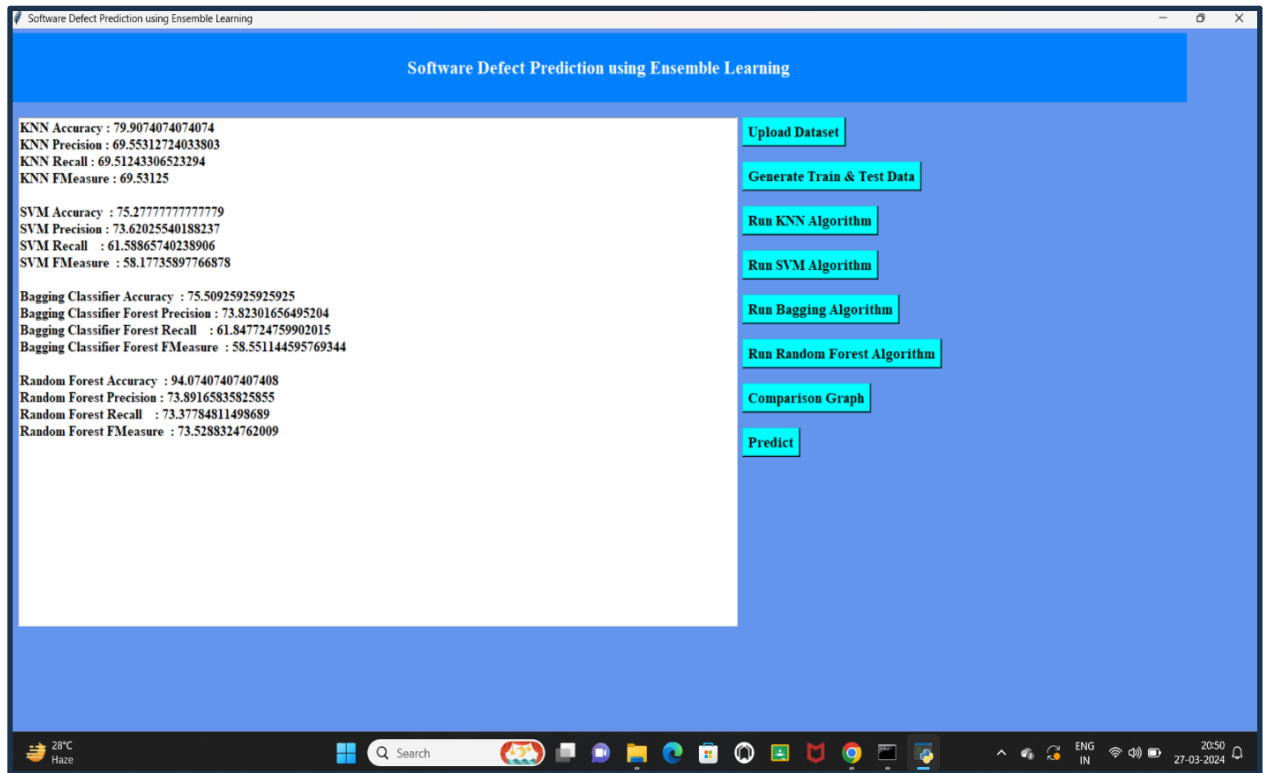 Software Defect Prediction using Ensemble Learning
Software Defect Prediction using Ensemble Learning
KNN Accuracy : 79.9074074074074
KNN Precision : 69.55312724033803
KNN Recall : 69.51243306523294
KNN FMeasure : 69.53125
SVM Accuracy : 75.27777777777779
SVM Precision : 73.62025540188237
SVM Recall : 61.58865740238906
SVM FMeasure : 58.17735897766878
Bagging Classifier Accuracy : 75.50925925925925
Bagging Classifier Forest Precision : 73.82301656495204
Bagging Classifier Forest Recall : 61.847724759902015
Bagging Classifier Forest FMeasure : 58.551144595769344
Random Forest Accuracy : 94.07407407407408
Random Forest Precision : 73.89165835825855
Random Forest Recall : 73.37784811498689
Random Forest FMeasure : 73.5288324762009
Upload Dataset
Generate Train & Test Data
Run KNN Algorithm
Run SVM Algorithm
Run Bagging Algorithm
Run Random Forest Algorithm
Comparison Graph
Predict
28°C
Haze
Search
ENG
IN
20:50
27-03-2024